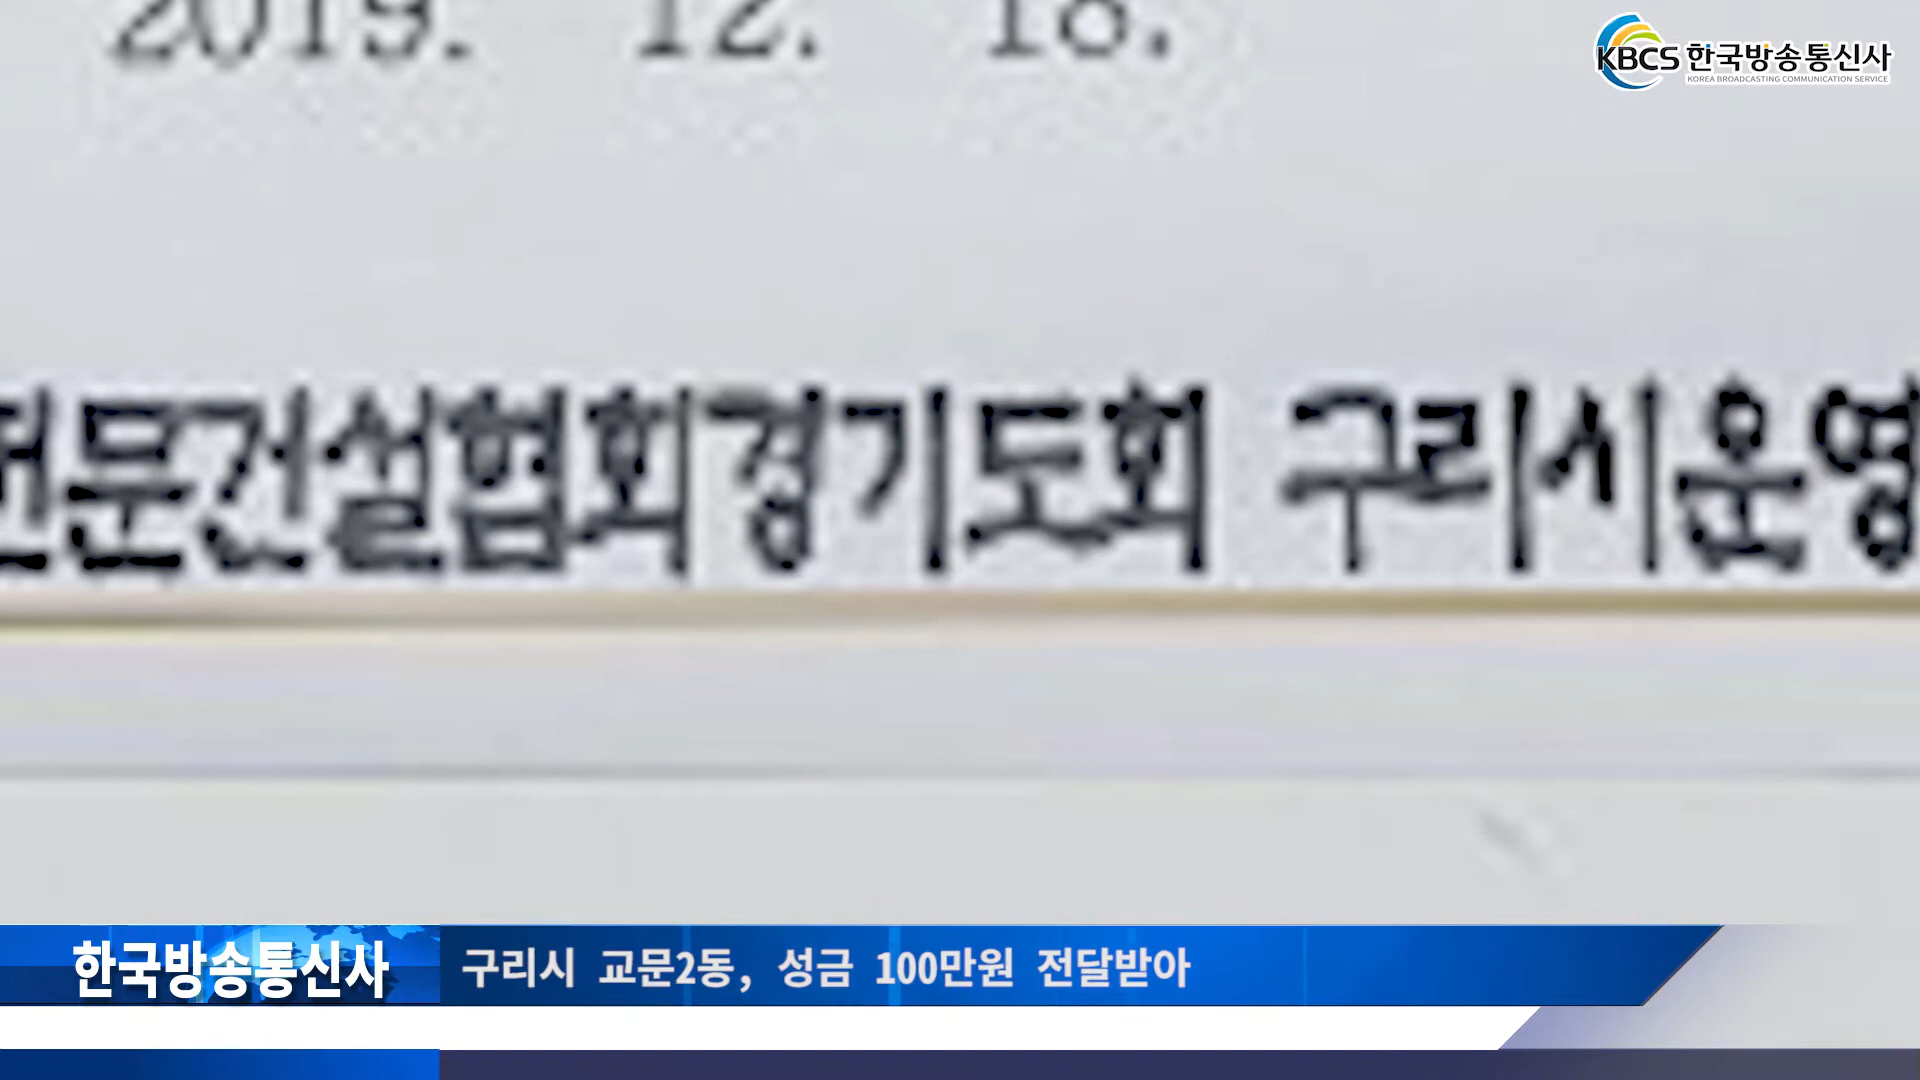 2019. 12. 18.
KBCS 한국방송통신사
KOREA BROADCASTING COMMUNICATION SERVICE
전문건설협회경기도회 구리시운영
한국방송통신사 구리시 교문2동, 성금 100만원 전달받아